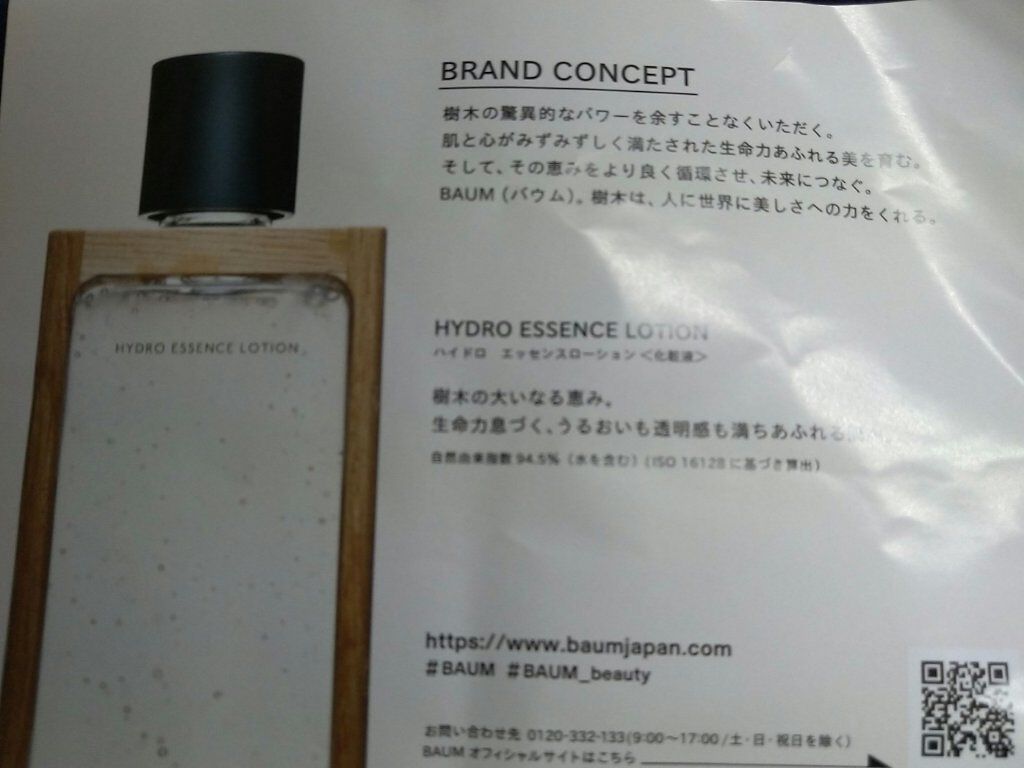 BRAND CONCEPT
樹木の驚異的なパワーを余すことなくいただく。
肌と心がみずみずしく満たされた生命力あふれる美を育む。
そして、その恵みをより良く循環させ、未来につなぐ。
BAUM（バウム）。樹木は、人に世界に美しさへの力をくれる。
HYDRO ESSENCE LOTION
HYDRO ESSENCE LOTION
ハイドロ エッセンスローション＜化粧液＞
樹木の大いなる恵み。
生命力息づく、うるおいも透明感も満ちあふれる
自然由来指数 94.5%（水を含む）(ISO 16128 に基づき算出)
https://www.baumjapan.com
#BAUM #BAUM_beauty
お問い合わせ先 0120-332-133(9:00～17:00/土・日・祝日を除く)
BAUM オフィシャルサイトはこちら